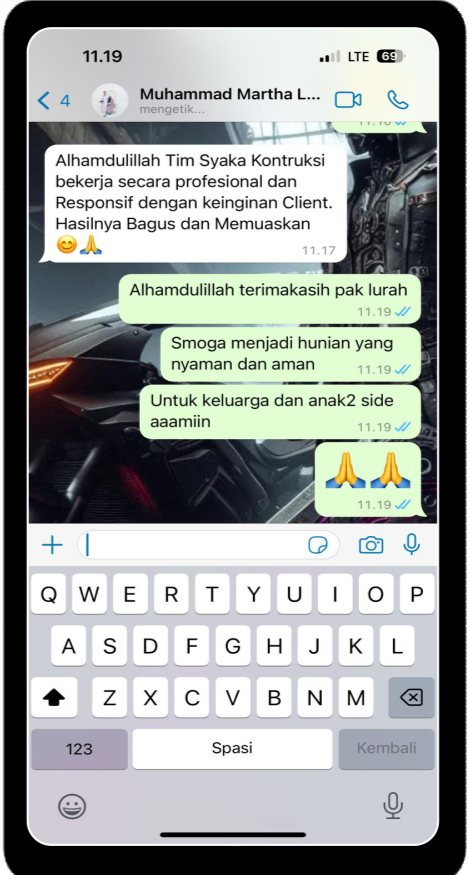 11.19
LTE 69
4
Muhammad Martha L...
mengetik...
Alhamdulillah Tim Syaka Kontruksi
bekerja secara profesional dan
Responsif dengan keinginan Client.
Hasilnya Bagus dan Memuaskan
😊🙏
11.17
Alhamdulillah terimakasih pak lurah
11.19
Smoga menjadi hunian yang
nyaman dan aman
11.19
Untuk keluarga dan anak2 side
aaamiin
11.19
🙏🙏
11.19
Q W E R T Y U I O P
A S D F G H J K L
Z X C V B N M
123 Spasi Kembali